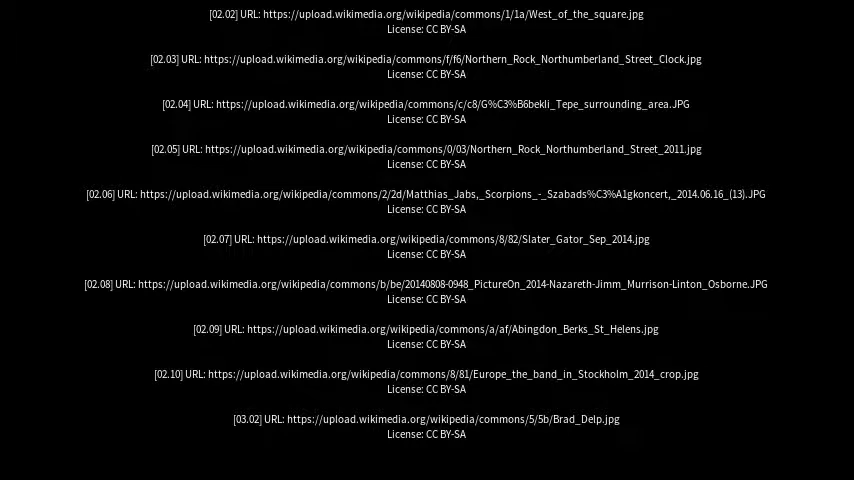 [02.02] URL: https://upload.wikimedia.org/wikipedia/commons/1/1a/West_of_the_square.jpg
License: CC BY-SA
[02.03] URL: https://upload.wikimedia.org/wikipedia/commons/f/f6/Northern_Rock_Northumberland_Street_Clock.jpg
License: CC BY-SA
[02.04] URL: https://upload.wikimedia.org/wikipedia/commons/c/c8/G%C3%B6bekli_Tepe_surrounding_area.JPG
License: CC BY-SA
[02.05] URL: https://upload.wikimedia.org/wikipedia/commons/0/03/Northern_Rock_Northumberland_Street_2011.jpg
License: CC BY-SA
[02.06] URL: https://upload.wikimedia.org/wikipedia/commons/2/2d/Matthias_Jabs,_Scorpions_-_Szabads%C3%A1gkoncert,_2014.06.16_(13).JPG
License: CC BY-SA
[02.07] URL: https://upload.wikimedia.org/wikipedia/commons/8/82/Slater_Gator_Sep_2014.jpg
License: CC BY-SA
[02.08] URL: https://upload.wikimedia.org/wikipedia/commons/b/be/20140808-0948_PictureOn_2014-Nazareth-Jimm_Murrison-Linton_Osborne.JPG
License: CC BY-SA
[02.09] URL: https://upload.wikimedia.org/wikipedia/commons/a/af/Abingdon_Berks_St_Helens.jpg
License: CC BY-SA
[02.10] URL: https://upload.wikimedia.org/wikipedia/commons/8/81/Europe_the_band_in_Stockholm_2014_crop.jpg
License: CC BY-SA
[03.02] URL: https://upload.wikimedia.org/wikipedia/commons/5/5b/Brad_Delp.jpg
License: CC BY-SA